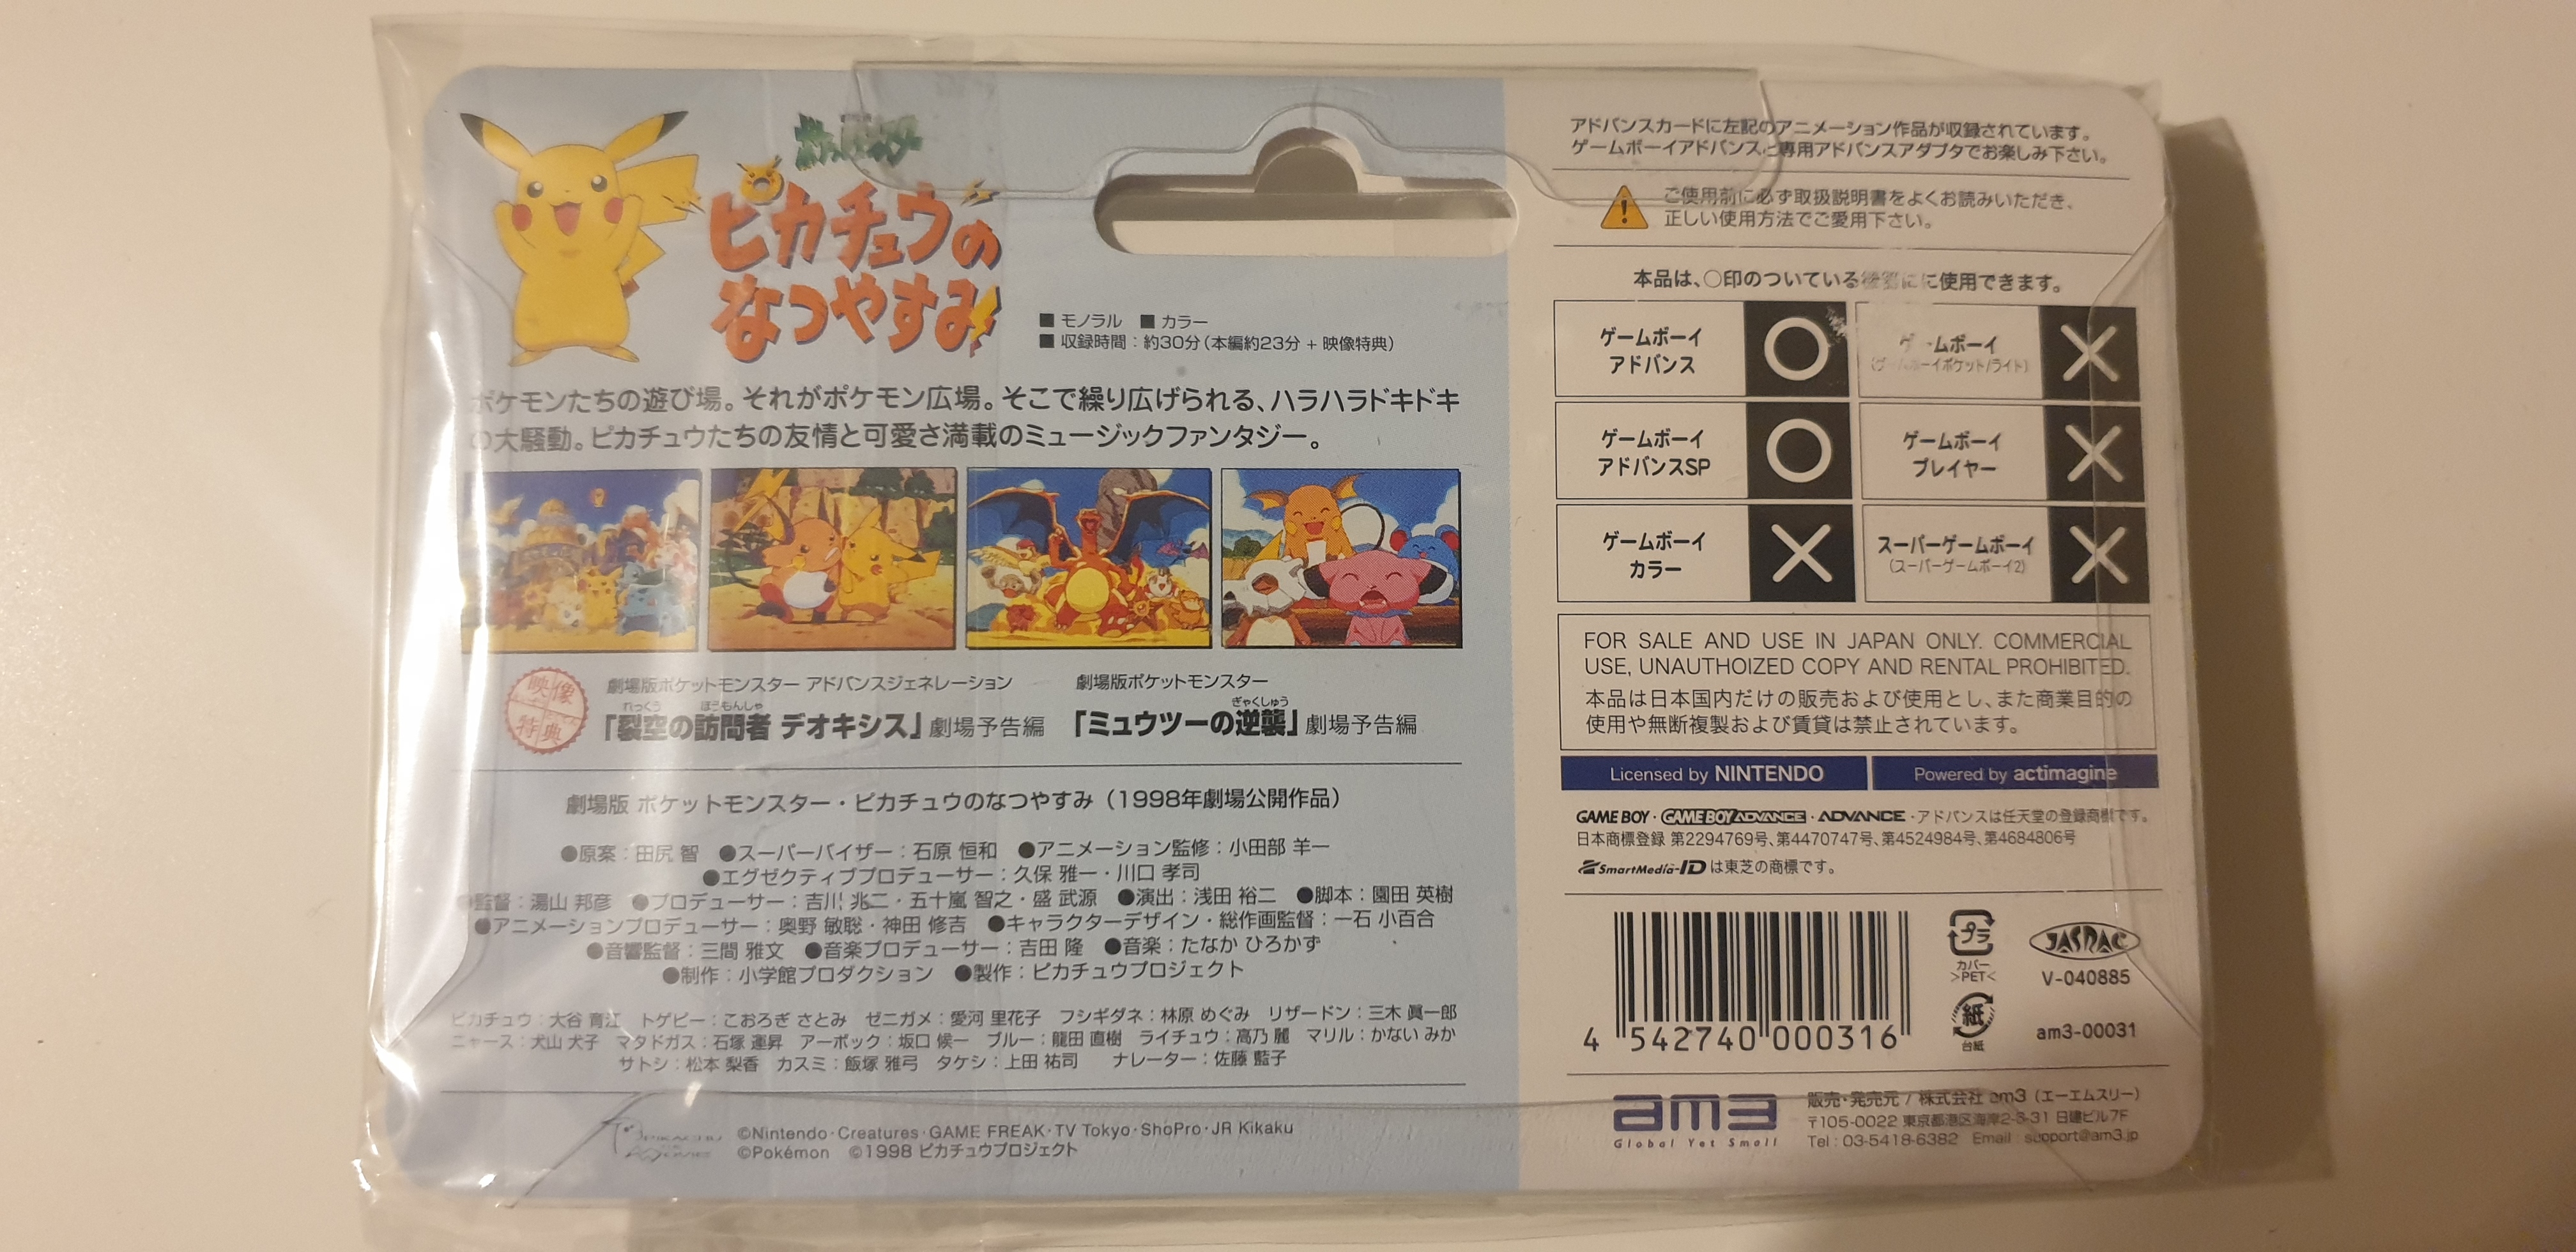 ポケットモンスター
ピカチュウの
なつやすみ
■ モノラル ■ カラー
■ 収録時間：約30分（本編約23分 + 映像特典）
ポケモンたちの遊び場。それがポケモン広場。そこで繰り広げられる、ハラハラドキドキ
の大騒動。ピカチュウたちの友情と可愛さ満載のミュージックファンタジー。
映像
特典
劇場版ポケットモンスター アドバンスジェネレーション
れっくう ほうもんしゃ
「裂空の訪問者 デオキシス」劇場予告編
劇場版ポケットモンスター
ぎゃくしゅう
「ミュウツーの逆襲」劇場予告編
劇場版 ポケットモンスター・ピカチュウのなつやすみ（1998年劇場公開作品）
●原案：田尻 智 ●スーパーバイザー：石原 恒和 ●アニメーション監修：小田部 羊一
●エグゼクティブプロデューサー：久保 雅一・川口 孝司
●監督：湯山 邦彦 ●プロデューサー：吉川 兆二・五十嵐 智之・盛 武源 ●演出：浅田 裕二 ●脚本：園田 英樹
●アニメーションプロデューサー：奥野 敏聡・神田 修吉 ●キャラクターデザイン・総作画監督：一石 小百合
●音響監督：三間 雅文 ●音楽プロデューサー：吉田 隆 ●音楽：たなか ひろかず
●制作：小学館プロダクション ●製作：ピカチュウプロジェクト
ピカチュウ：大谷 育江 トゲピー：こおろぎ さとみ ゼニガメ：愛河 里花子 フシギダネ：林原 めぐみ リザードン：三木 眞一郎
ニャース：犬山 犬子 マタドガス：石塚 運昇 アーボック：坂口 候一 ブルー：龍田 直樹 ライチュウ：高乃 麗 マリル：かない みか
サトシ：松本 梨香 カスミ：飯塚 雅弓 タケシ：上田 祐司 ナレーター：佐藤 藍子
©Nintendo・Creatures・GAME FREAK・TV Tokyo・ShoPro・JR Kikaku
©Pokémon ©1998 ピカチュウプロジェクト
アドバンスカードに左記のアニメーション作品が収録されています。
ゲームボーイアドバンスと専用アドバンスアダプタでお楽しみ下さい。
ご使用前に必ず取扱説明書をよくお読みいただき、
正しい使用方法でご愛用下さい。
本品は、○印のついている機器にに使用できます。
ゲームボーイ
アドバンス
○
ゲームボーイ
（ゲームボーイポケット/ライト）
×
ゲームボーイ
アドバンスSP
○
ゲームボーイ
プレイヤー
×
ゲームボーイ
カラー
×
スーパーゲームボーイ
（スーパーゲームボーイ2）
×
FOR SALE AND USE IN JAPAN ONLY. COMMERCIAL
USE, UNAUTHOIZED COPY AND RENTAL PROHIBITED.
本品は日本国内だけの販売および使用とし、また商業目的の
使用や無断複製および賃貸は禁止されています。
Licensed by NINTENDO
Powered by actimagine
GAME BOY・GAME BOY ADVANCE・ADVANCE・アドバンスは任天堂の登録商標です。
日本商標登録 第2294769号、第4470747号、第4524984号、第4684806号
SmartMedia-ID は東芝の商標です。
4 542740 000316
プラ
カバー
>PET<
紙
台紙
JASRAC
V-040885
am3-00031
am3
Global Yet Small
販売・発売元 / 株式会社 am3（エーエムスリー）
〒105-0022 東京都港区海岸2-3-31 日建ビル7F
Tel : 03-5418-6382 Email : support@am3.jp